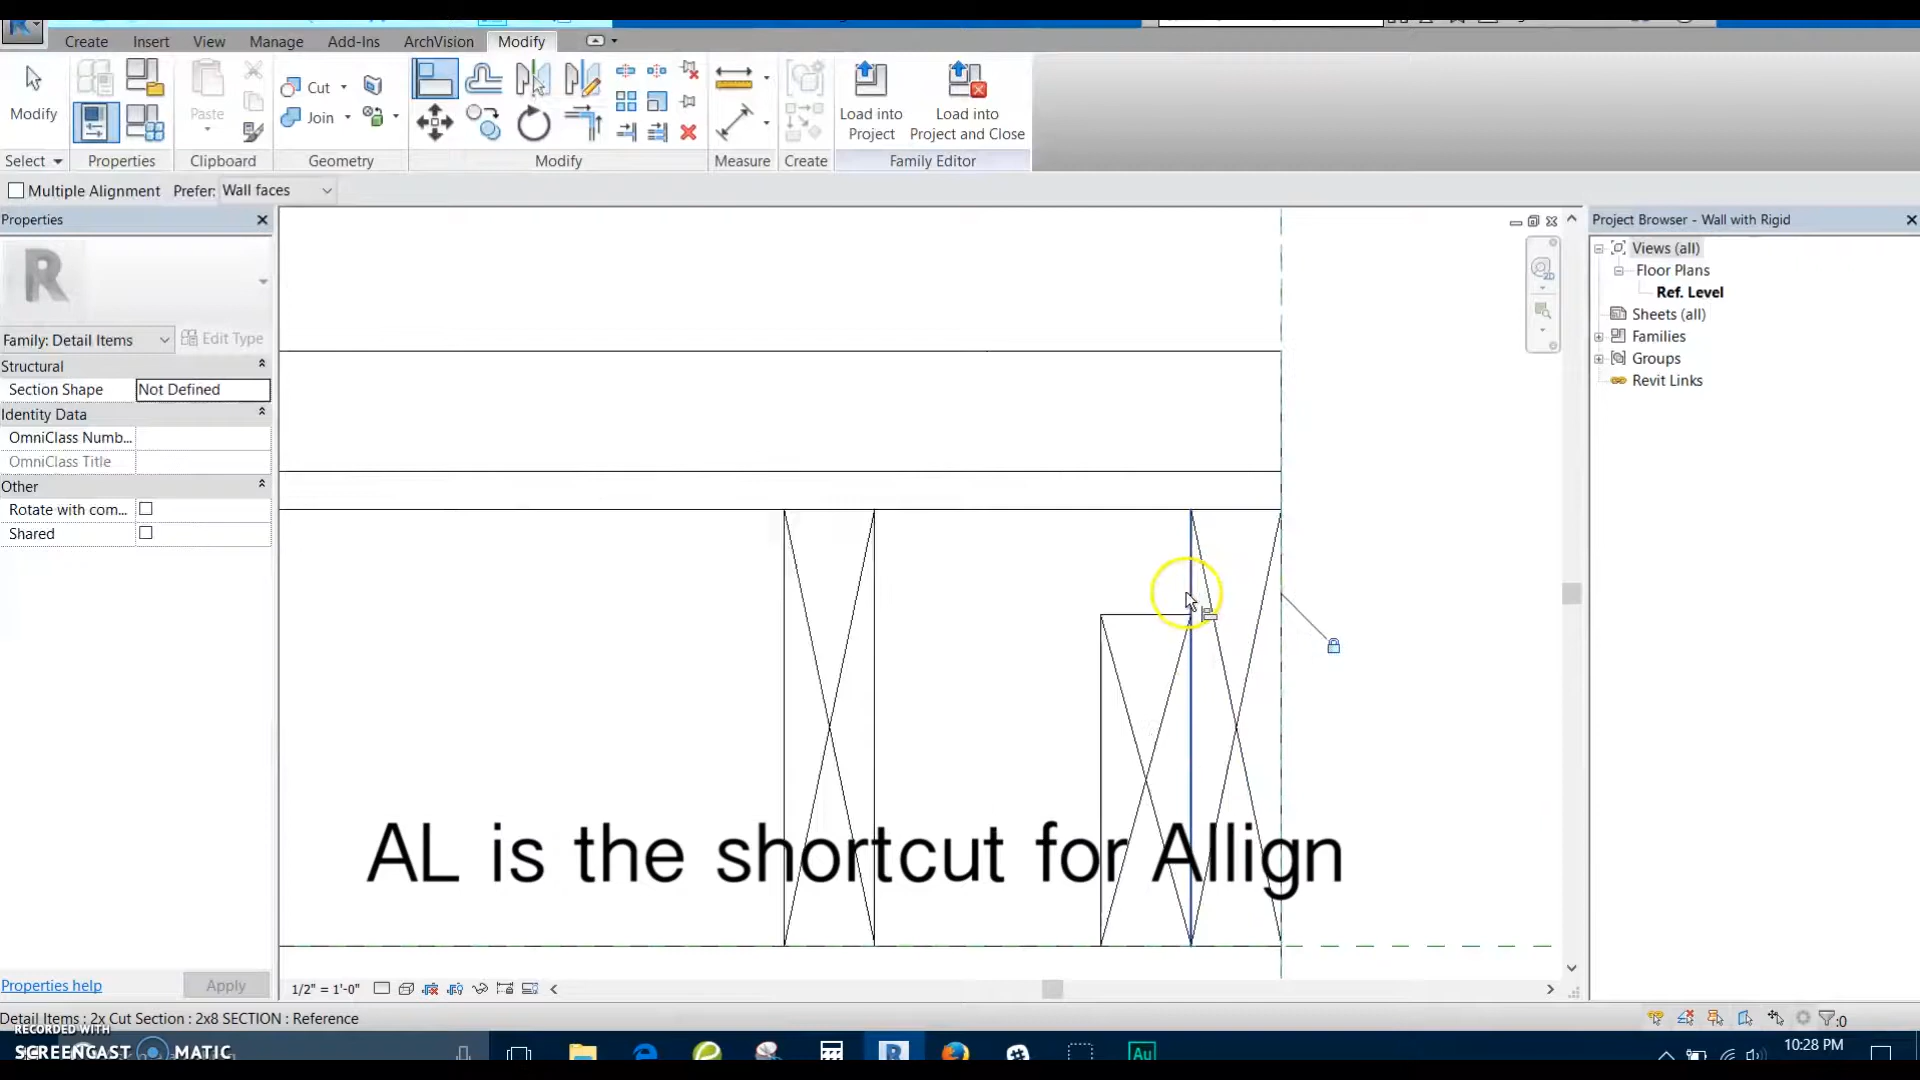 Create Insert View Manage Add-Ins ArchVision Modify
Modify
Paste
Cut
Join
Load into
Project
Load into
Project and Close
Select Properties Clipboard Geometry Modify Measure Create Family Editor
Multiple Alignment Prefer: Wall faces
Properties
R
Family: Detail Items Edit Type
Structural
Section Shape Not Defined
Identity Data
OmniClass Numb...
OmniClass Title
Other
Rotate with com...
Shared
Properties help Apply
Project Browser - Wall with Rigid
Views (all)
Floor Plans
Ref. Level
Sheets (all)
Families
Groups
Revit Links
2D
AL is the shortcut for Allign
1/2" = 1'-0"
Detail Items : 2x Cut Section : 2x8 SECTION : Reference
:0
RECORDED WITH
SCREENCAST MATIC
R
Au
10:28 PM